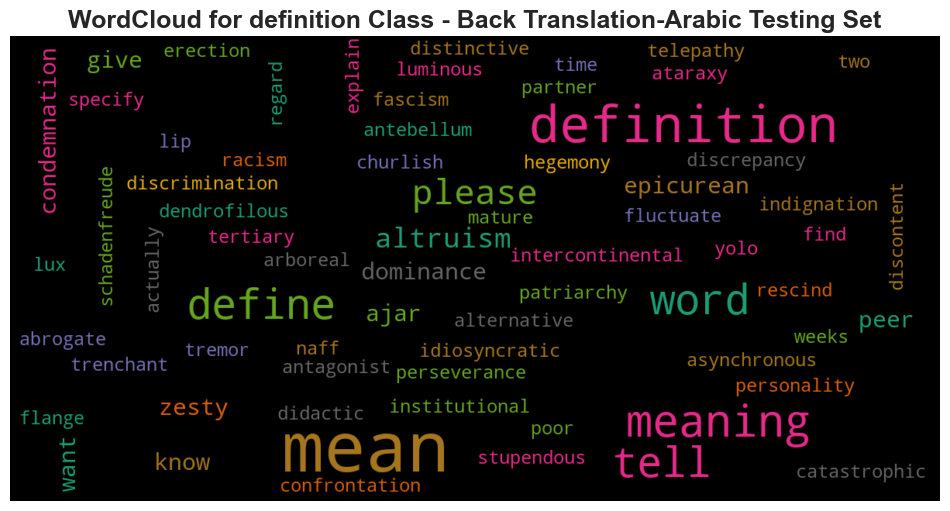 WordCloud for definition Class - Back Translation-Arabic Testing Set
condemnation
give
erection
distinctive
telepathy
two
specify
regard
explain
luminous
time
ataraxy
fascism
partner
antebellum
definition
lip
racism
churlish
hegemony
discrepancy
schadenfreude
discrimination
please
epicurean
indignation
discontent
dendrofilous
mature
fluctuate
actually
tertiary
altruism
intercontinental
yolo
find
lux
arboreal
dominance
define
ajar
patriarchy
word
rescind
alternative
peer
abrogate
tremor
naff
idiosyncratic
weeks
trenchant
antagonist
perseverance
asynchronous
personality
flange
zesty
didactic
institutional
meaning
want
know
mean
poor
stupendous
tell
catastrophic
confrontation